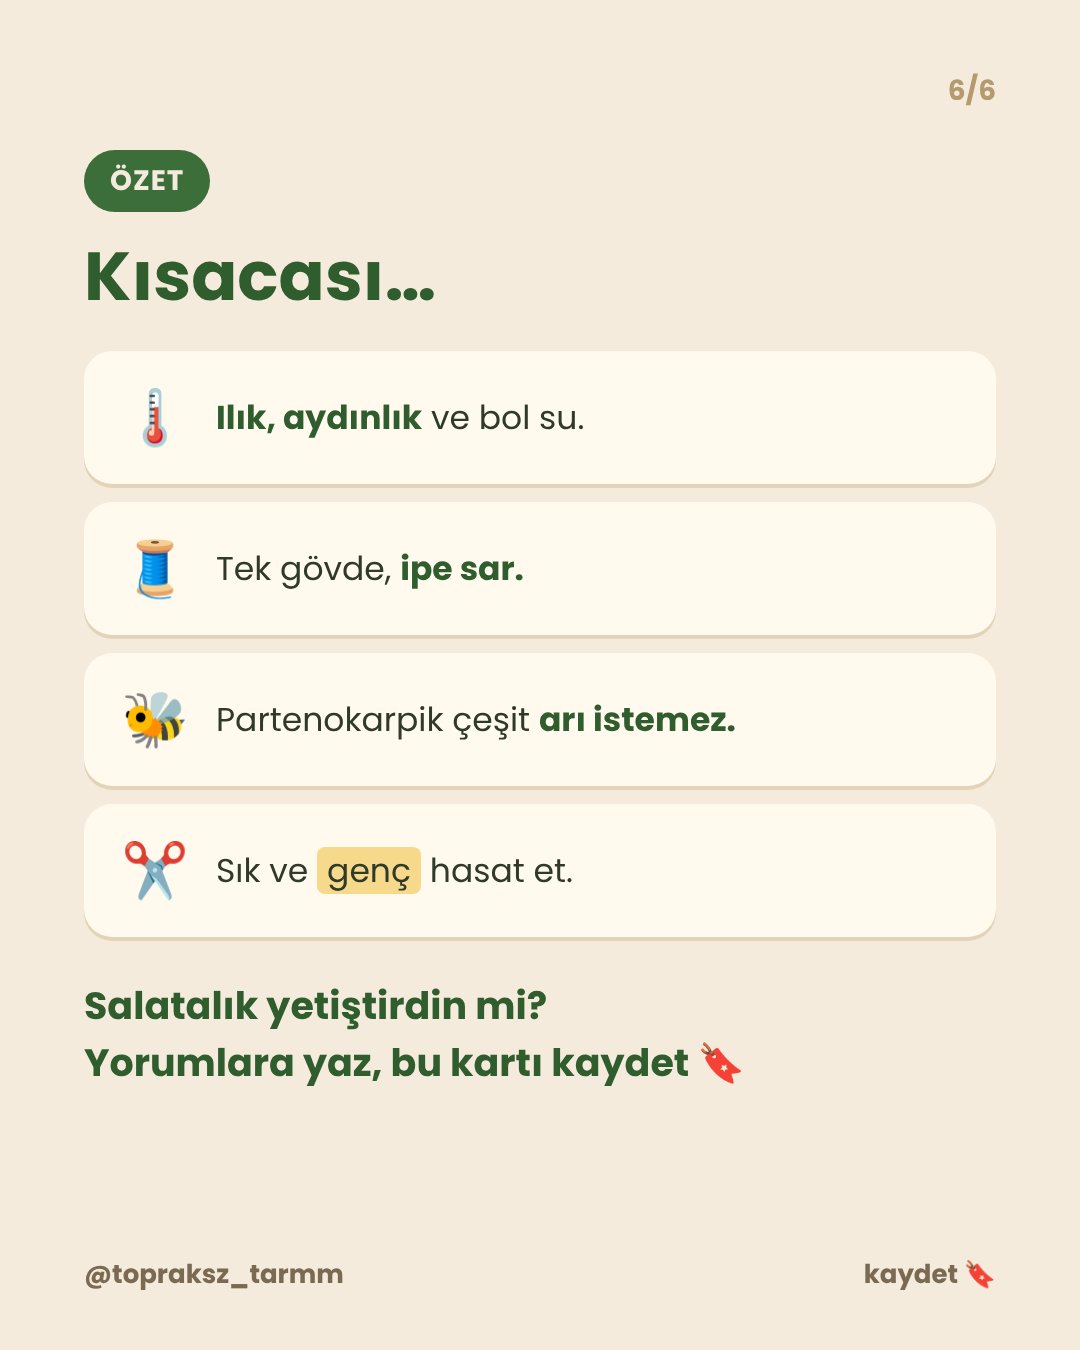 6/6
ÖZET
Kısacası...
Ilık, aydınlık ve bol su.
Tek gövde, ipe sar.
Partenokarpik çeşit arı istemez.
Sık ve genç hasat et.
Salatalık yetiştirdin mi?
Yorumlara yaz, bu kartı kaydet 🔖
@topraksz_tarmm
kaydet 🔖